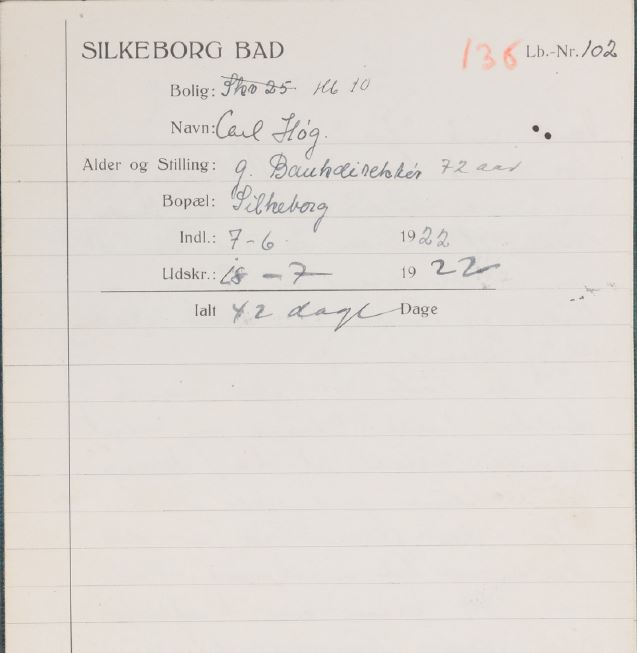 SILKEBORG BAD 136 Lb.-Nr. 102
Bolig: 25 Hb 10
Navn: Carl Høg.
Alder og Stilling: g. Bankdirektør 72 aar
Bopæl: Silkeborg
Indl.: 7-6 1922
Udskr.: 18-7 1922
Ialt 42 dage Dage